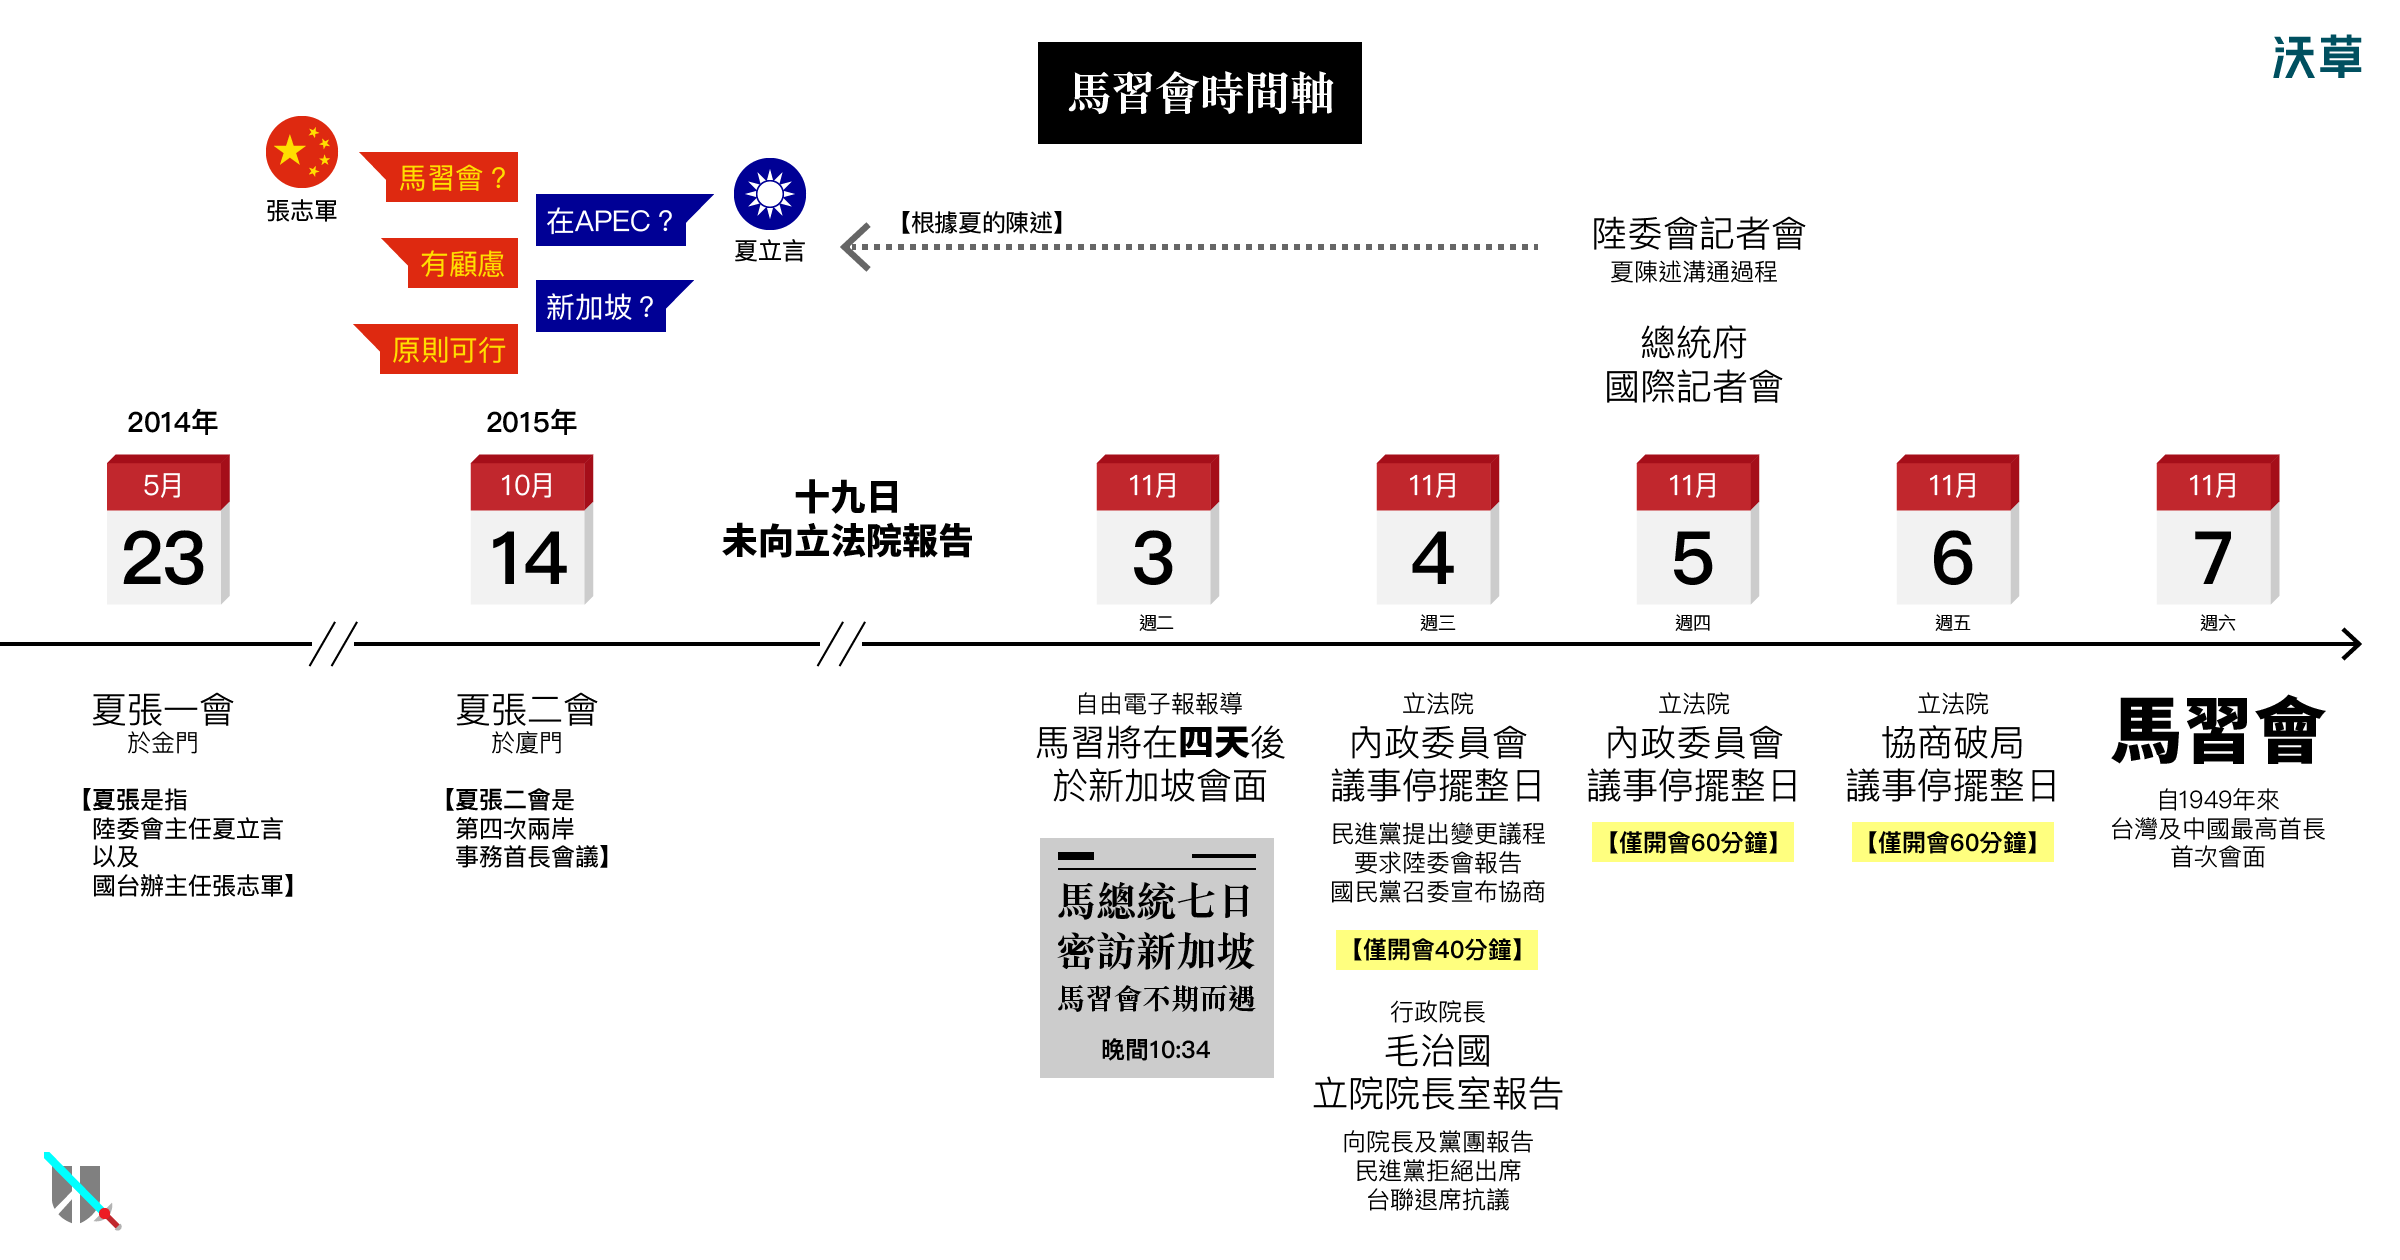 馬習會時間軸
沃草
張志軍
馬習會？
在APEC？
夏立言
有顧慮
新加坡？
原則可行
【根據夏的陳述】
陸委會記者會
夏陳述溝通過程
總統府
國際記者會
2014年
5月
23
2015年
10月
14
十九日
未向立法院報告
11月
3
週二
11月
4
週三
11月
5
週四
11月
6
週五
11月
7
週六
夏張一會
於金門
【夏張是指
陸委會主任夏立言
以及
國台辦主任張志軍】
夏張二會
於廈門
【夏張二會是
第四次兩岸
事務首長會議】
自由電子報報導
馬習將在四天後
於新加坡會面
馬總統七日
密訪新加坡
馬習會不期而遇
晚間10:34
立法院
內政委員會
議事停擺整日
民進黨提出變更議程
要求陸委會報告
國民黨召委宣布協商
【僅開會40分鐘】
行政院長
毛治國
立院院長室報告
向院長及黨團報告
民進黨拒絕出席
台聯退席抗議
立法院
內政委員會
議事停擺整日
【僅開會60分鐘】
立法院
協商破局
議事停擺整日
【僅開會60分鐘】
馬習會
自1949年來
台灣及中國最高首長
首次會面